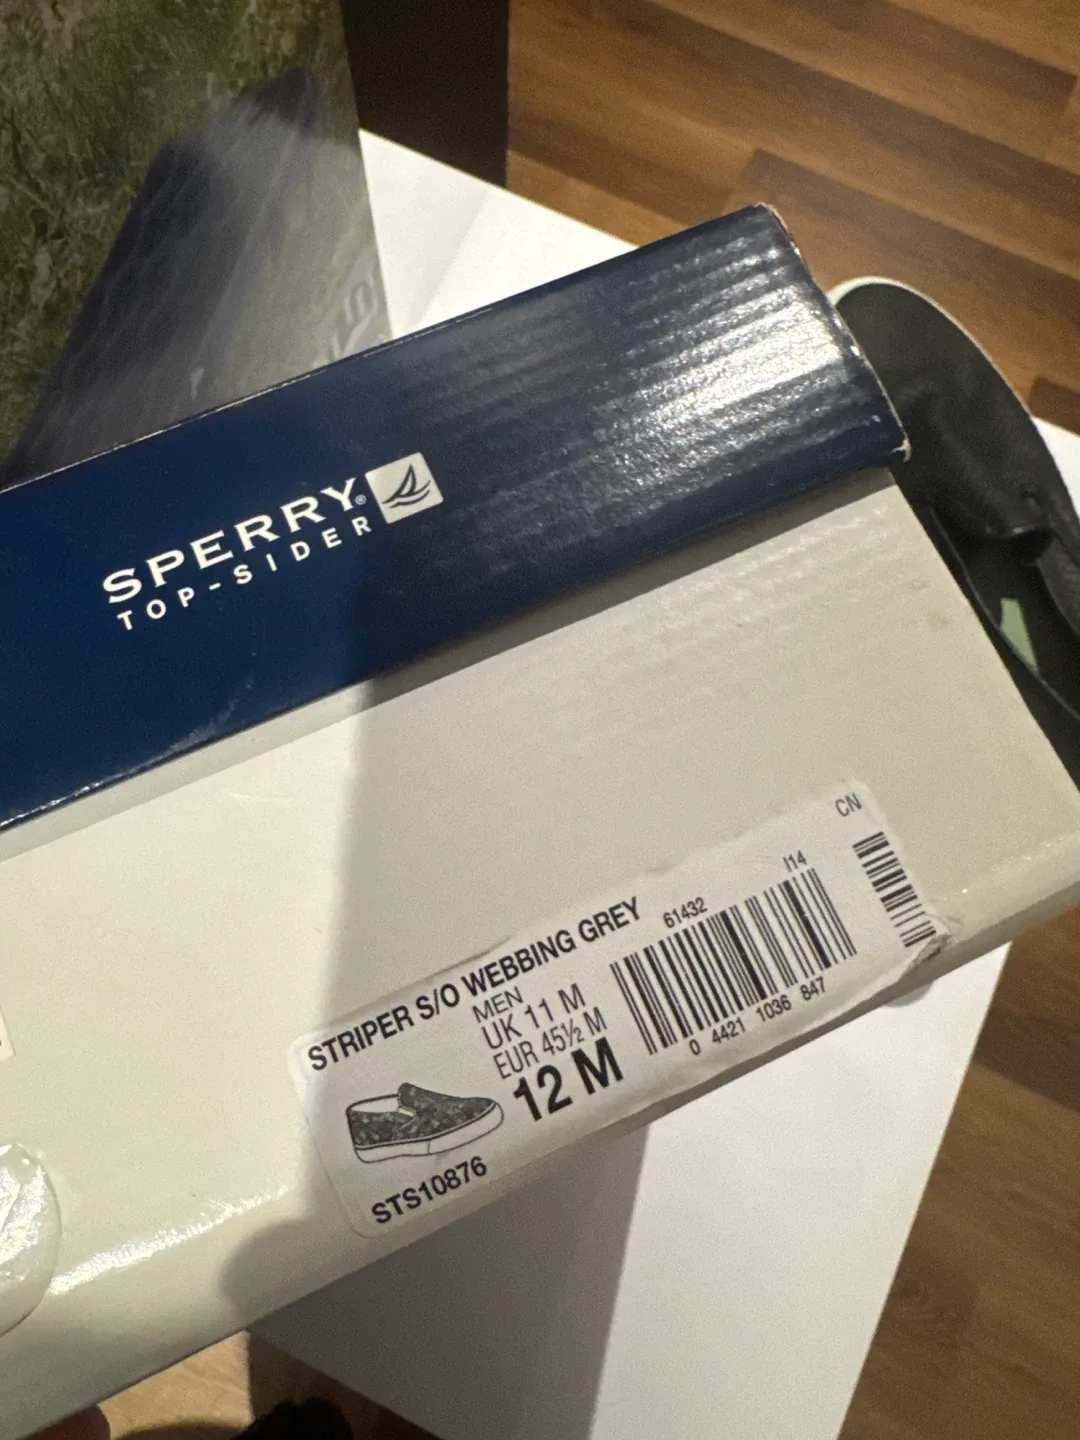 SPERRY®
TOP-SIDER
CN
STRIPER S/O WEBBING GREY
61432
I14
MEN
UK 11 M
EUR 45½ M
12 M
0 4421 1036 847
STS10876